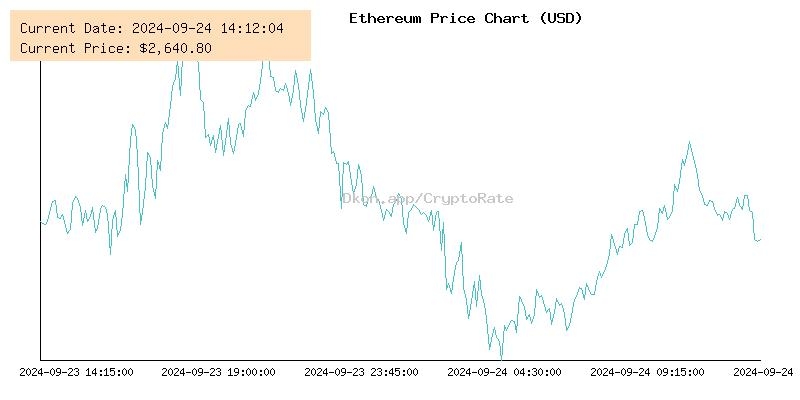 Ethereum Price Chart (USD)
Current Date: 2024-09-24 14:12:04
Current Price: $2,640.80
Okon.app/CryptoRate
2024-09-23 14:15:00
2024-09-23 19:00:00
2024-09-23 23:45:00
2024-09-24 04:30:00
2024-09-24 09:15:00
2024-09-24